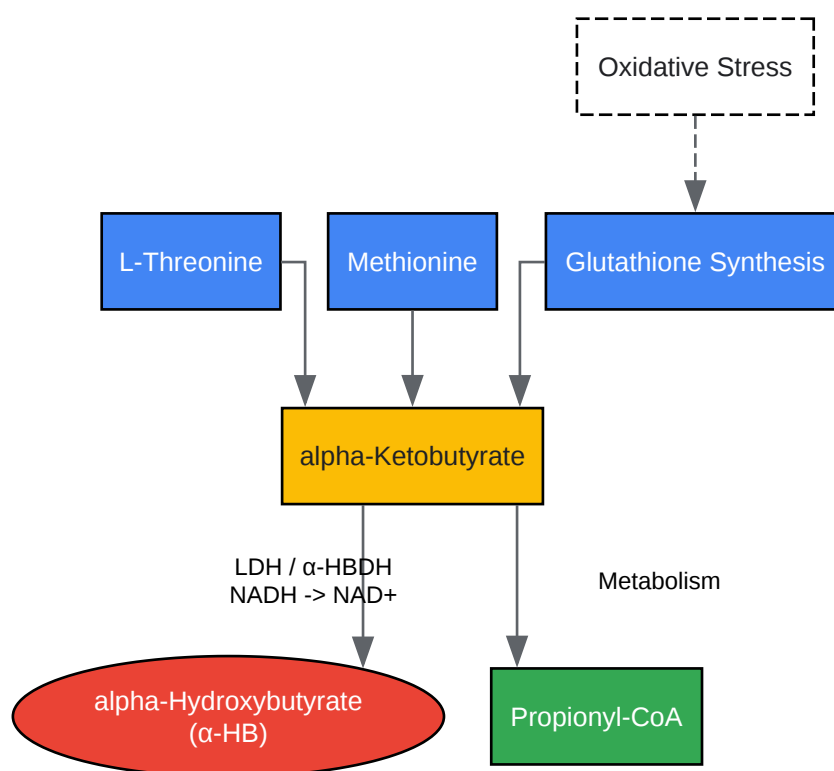 Oxidative Stress
L-Threonine
Methionine
Glutathione Synthesis
alpha-Ketobutyrate
LDH / α-HBDH
NADH -> NAD+
Metabolism
alpha-Hydroxybutyrate
(α-HB)
Propionyl-CoA